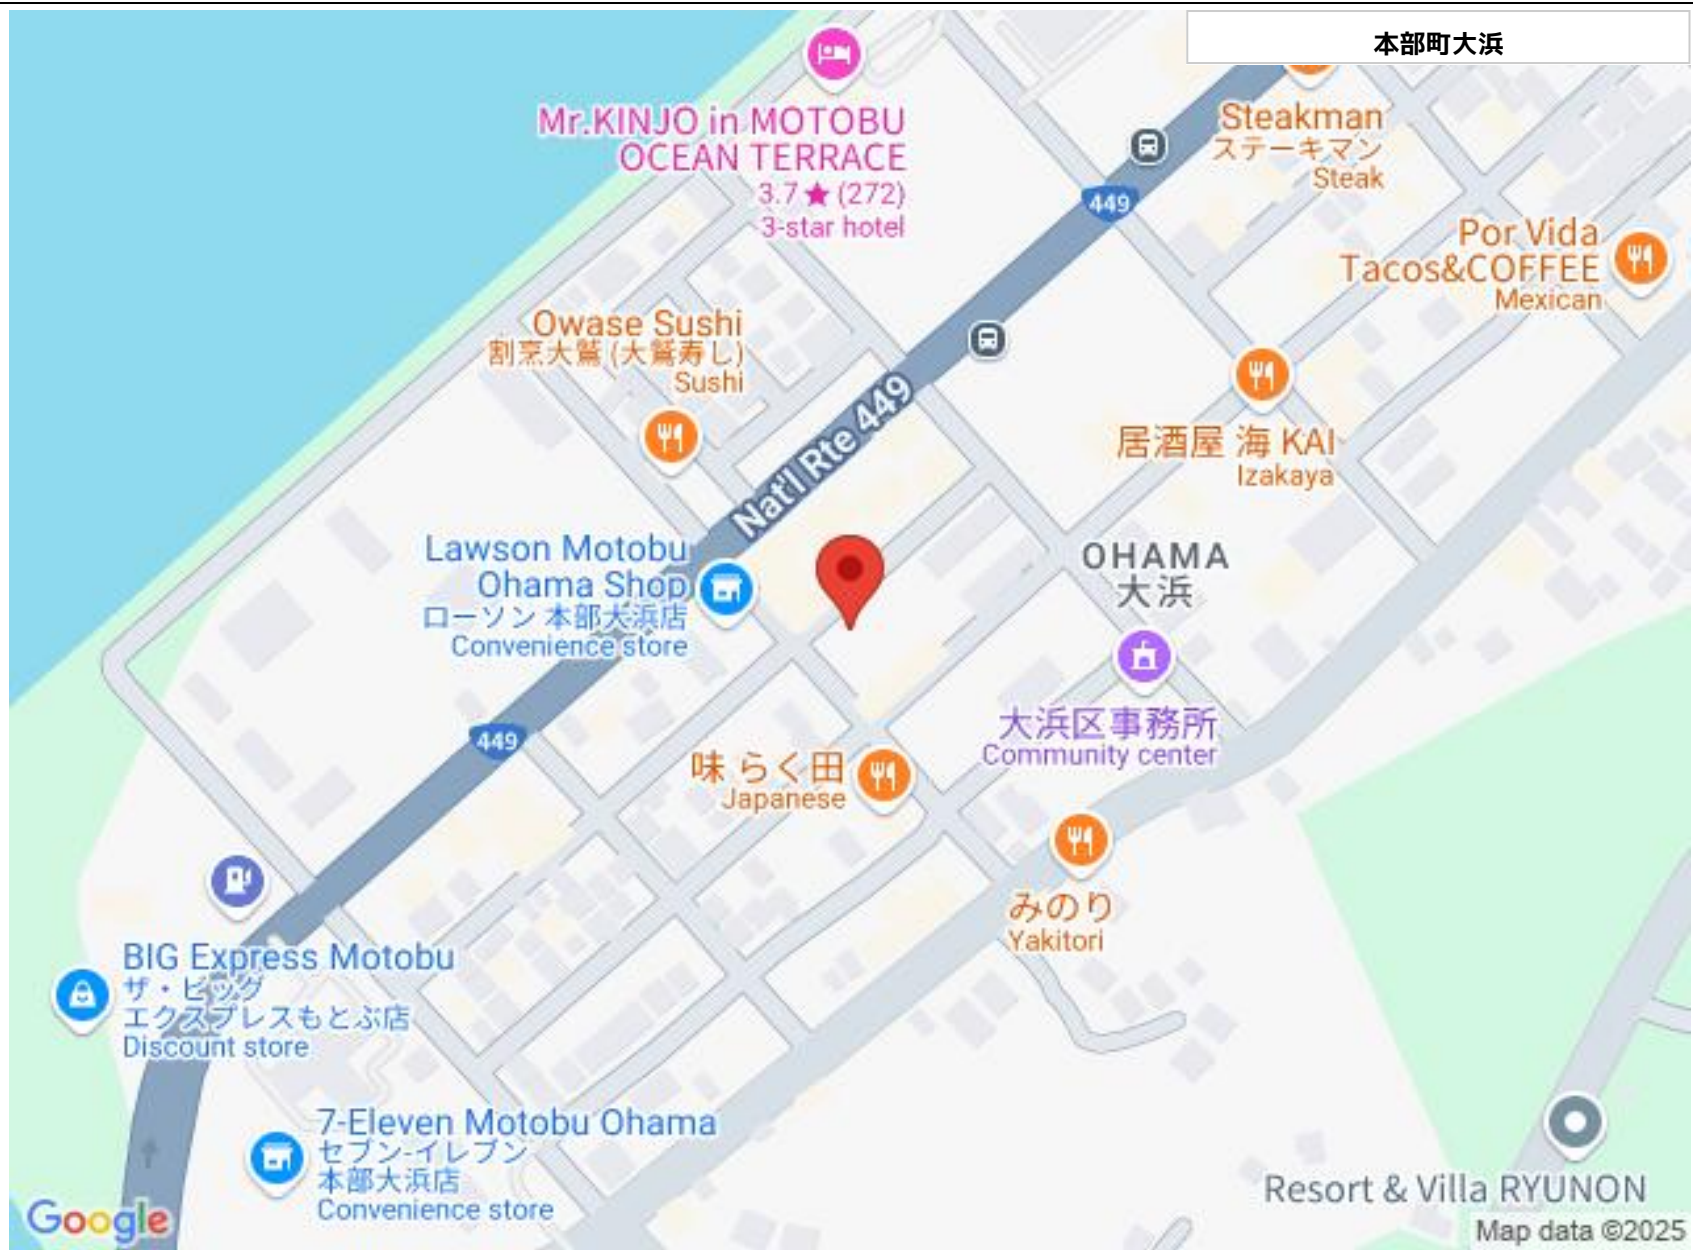 本部町大浜
Mr.KINJO in MOTOBU
OCEAN TERRACE
3.7★(272)
3-star hotel
Steakman
ステーキマン
Steak
449
Por Vida
Tacos&COFFEE
Mexican
Owase Sushi
割烹大鷲 (大鷲寿し)
Sushi
Nat'l Rte 449
居酒屋 海 KAI
Izakaya
Lawson Motobu
Ohama Shop
ローソン 本部大浜店
Convenience store
OHAMA
大浜
大浜区事務所
Community center
449
味 らく田
Japanese
みのり
Yakitori
BIG Express Motobu
ザ・ビッグ
エクスプレスもとぶ店
Discount store
7-Eleven Motobu Ohama
セブン-イレブン
本部大浜店
Convenience store
Resort & Villa RYUNON
Google
Map data ©2025